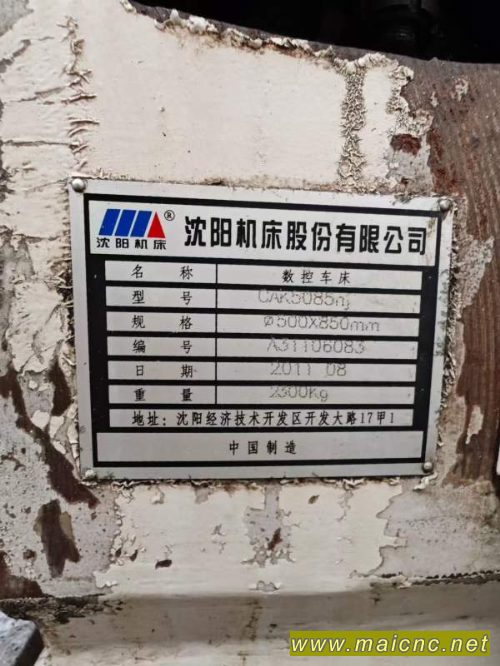 沈阳机床® 沈阳机床股份有限公司
名称 数控车床
型号 CAK5085nj
规格 ø500X850mm
编号 A31106083
日期 2011 08
重量 2300Kg
地址: 沈阳经济技术开发区开发大路17甲1
中国制造
www.maicnc.net